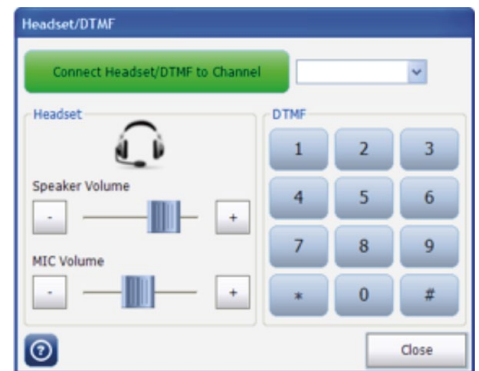 Headset/DTMF
Connect Headset/DTMF to Channel
Headset
Speaker Volume
-
+
MIC Volume
-
+
DTMF
1 2 3
4 5 6
7 8 9
* 0 #
?
Close